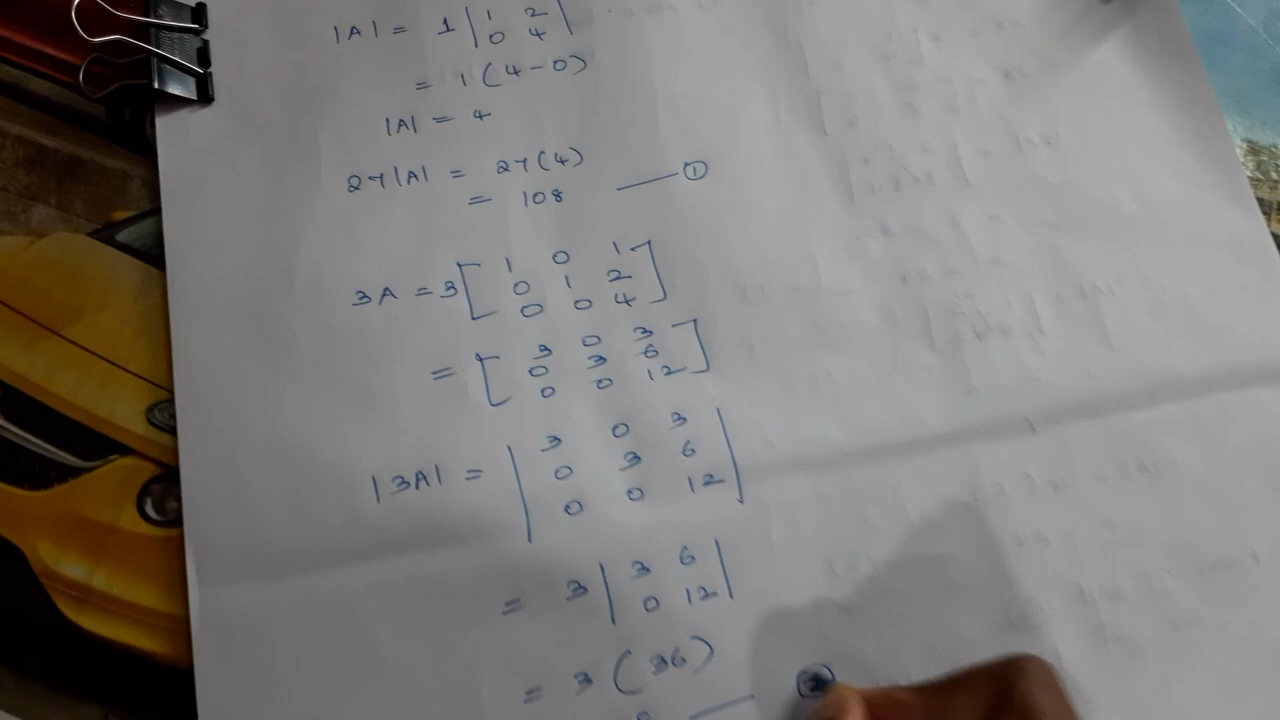 |A| = 1 | 1 2 |
| 0 4 |
= 1 (4-0)
|A| = 4
27|A| = 27(4)
= 108 —— ①
3A = 3 [ 1 0 1
0 1 2
0 0 4 ]
= [ 3 0 3
0 3 6
0 0 12 ]
|3A| = | 3 0 3
0 3 6
0 0 12 |
= 3 | 3 6
0 12 |
= 3 (36)